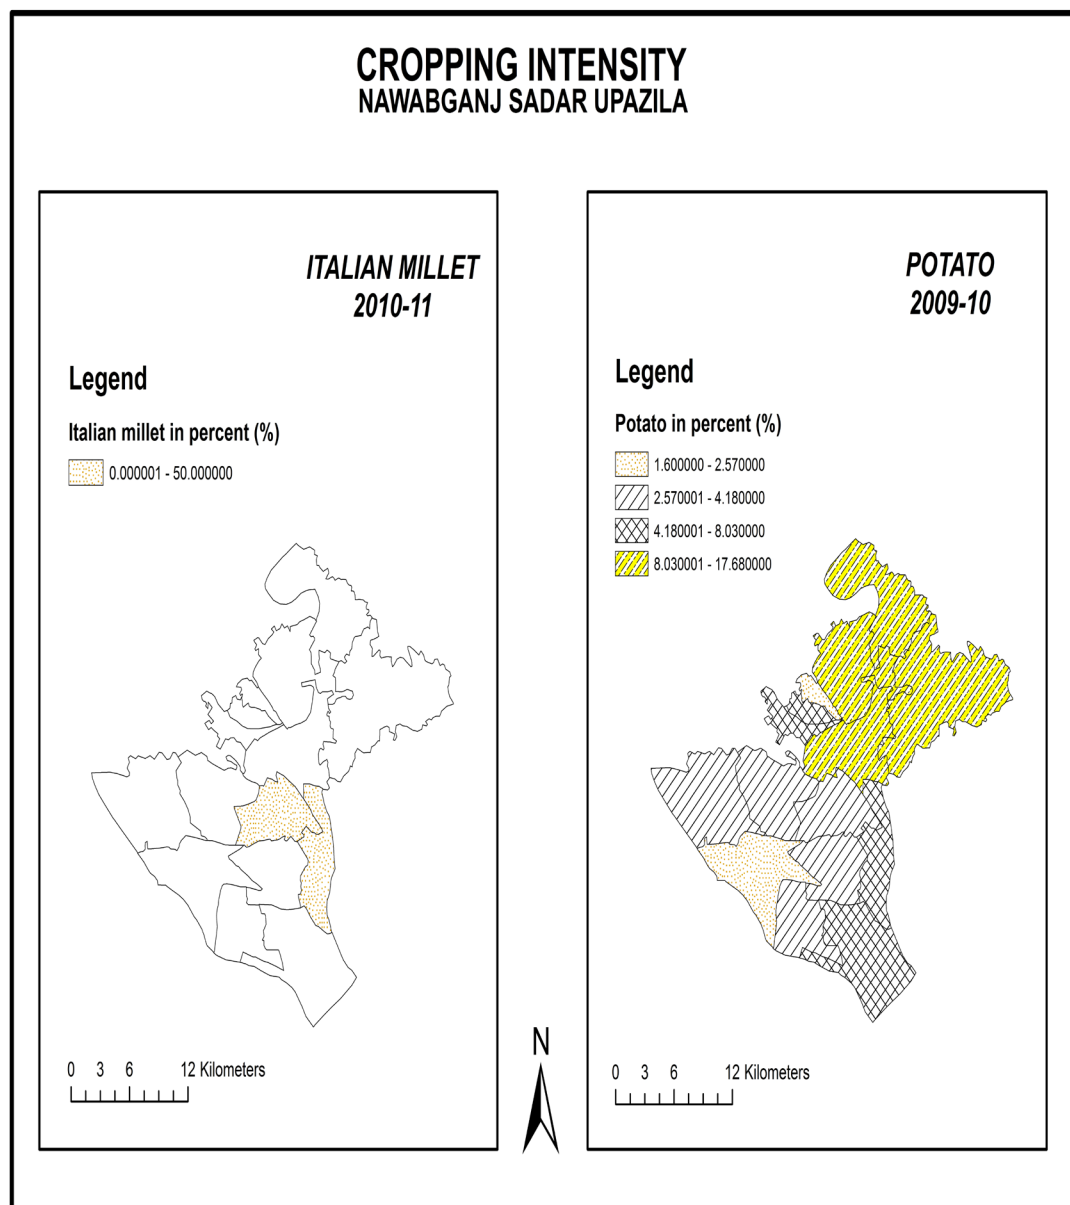 CROPPING INTENSITY
NAWABGANJ SADAR UPAZILA
ITALIAN MILLET
2010-11
Legend
Italian millet in percent (%)
0.000001 - 50.000000
0 3 6 12 Kilometers
N
POTATO
2009-10
Legend
Potato in percent (%)
1.600000 - 2.570000
2.570001 - 4.180000
4.180001 - 8.030000
8.030001 - 17.680000
0 3 6 12 Kilometers